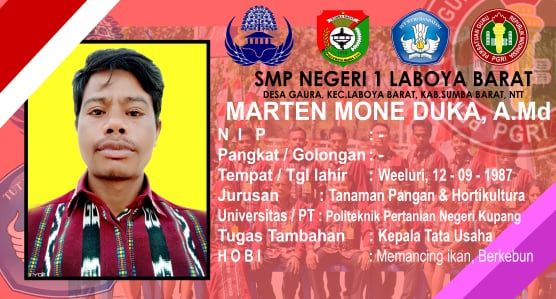 SMP NEGERI 1 LABOYA BARAT
DESA GAURA, KEC.LABOYA BARAT, KAB.SUMBA BARAT, NTT
MARTEN MONE DUKA, A.Md
N I P : -
Pangkat / Golongan : -
Tempat / Tgl lahir : Weeluri, 12 - 09 - 1987
Jurusan : Tanaman Pangan & Hortikultura
Universitas / PT : Politeknik Pertanian Negeri Kupang
Tugas Tambahan : Kepala Tata Usaha
H O B I : Memancing ikan, Berkebun
PGRI